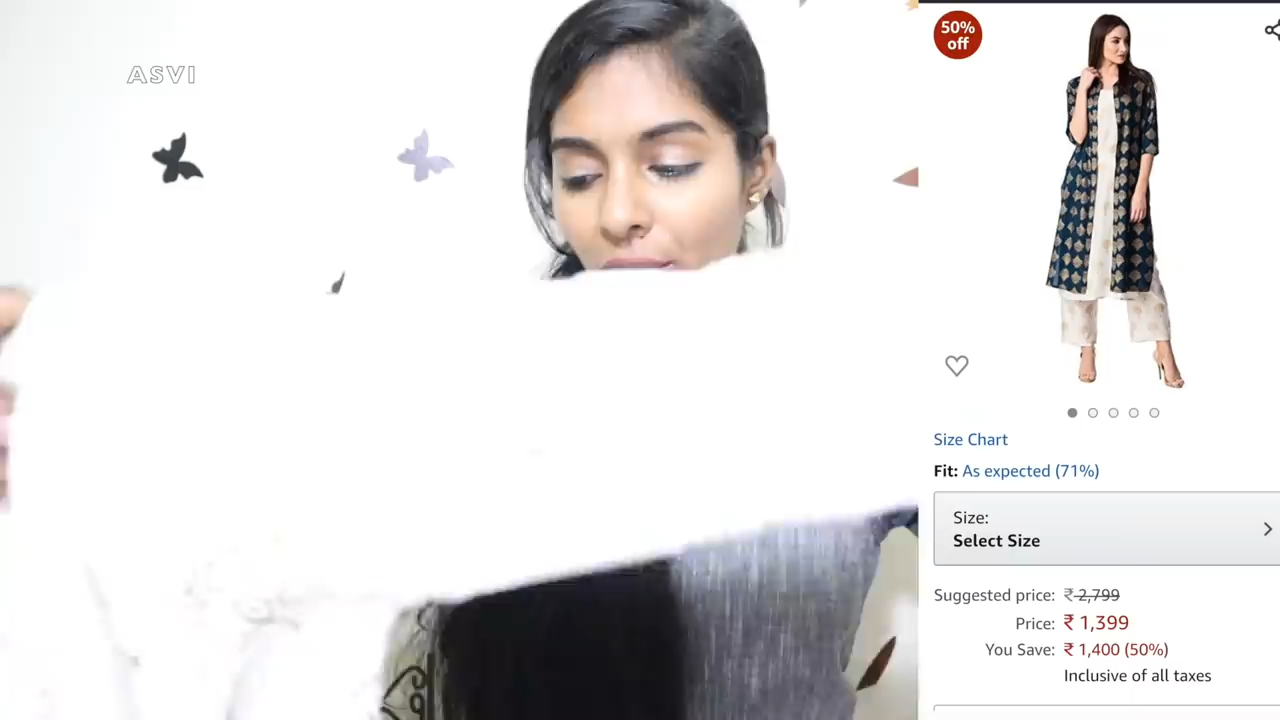 ASVI
50%
off
Size Chart
Fit: As expected (71%)
Size:
Select Size
Suggested price: ₹ 2,799
Price: ₹ 1,399
You Save: ₹ 1,400 (50%)
Inclusive of all taxes